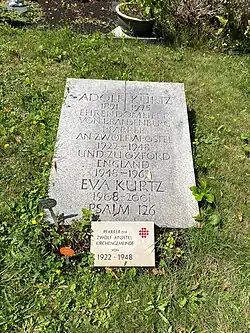 ADOLF KURTZ
1891 1975
EHRENDOMHERR
VON BRANDENBURG
PFARRER
AN ZWÖLF APOSTEL
1922-1948
UND ZU OXFORD
ENGLAND
1948-1961
EVA KURTZ
1908-2001
PSALM 126
PFARRER DER
ZWÖLF-APOSTEL-
KIRCHENGEMEINDE
VON
1922 - 1948